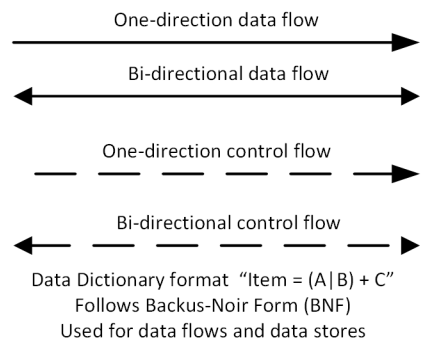 One-direction data flow
Bi-directional data flow
One-direction control flow
Bi-directional control flow
Data Dictionary format “Item = (A|B) + C”
Follows Backus-Noir Form (BNF)
Used for data flows and data stores